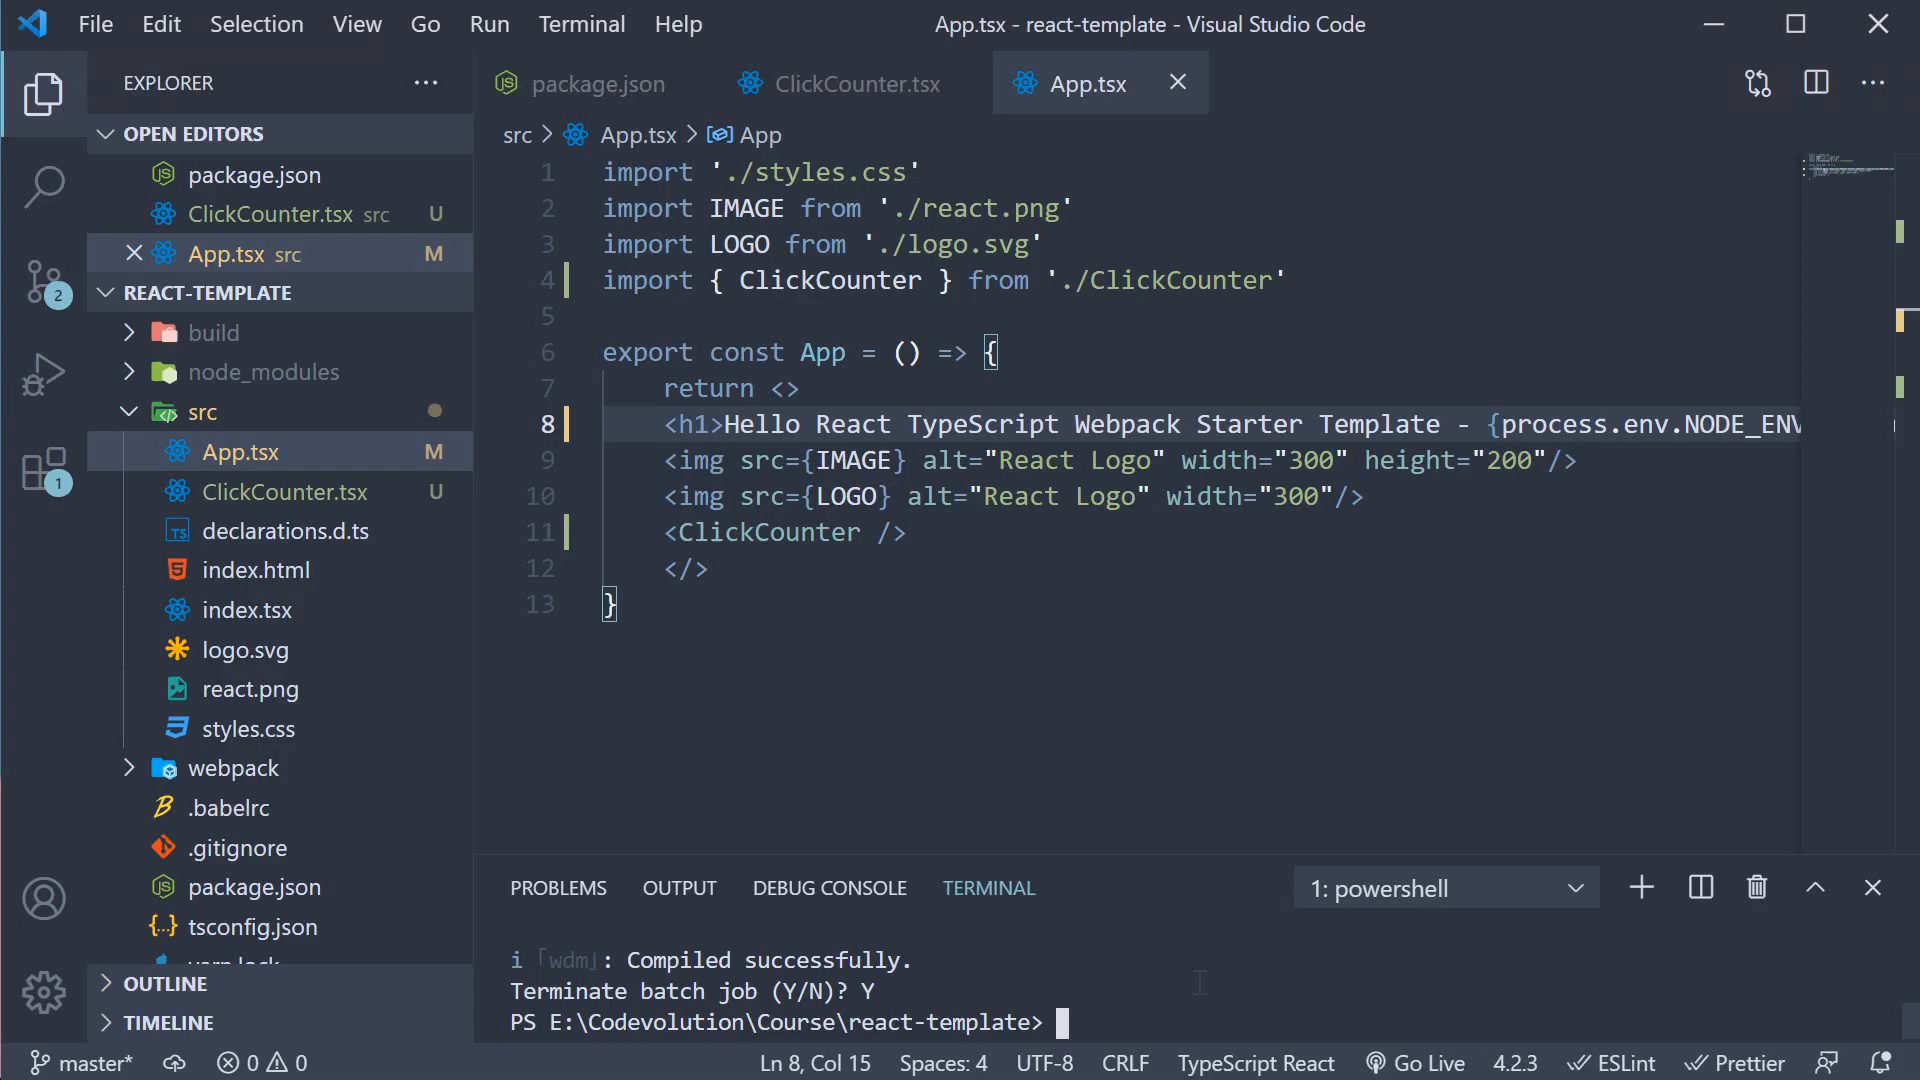 File Edit Selection View Go Run Terminal Help
App.tsx - react-template - Visual Studio Code
EXPLORER
OPEN EDITORS
package.json
ClickCounter.tsx src U
App.tsx src M
REACT-TEMPLATE
build
node_modules
src
App.tsx M
ClickCounter.tsx U
declarations.d.ts
index.html
index.tsx
logo.svg
react.png
styles.css
webpack
.babelrc
.gitignore
package.json
tsconfig.json
yarn.lock
OUTLINE
TIMELINE
2
1
package.json ClickCounter.tsx App.tsx
src > App.tsx > App
1 import './styles.css'
2 import IMAGE from './react.png'
3 import LOGO from './logo.svg'
4 import { ClickCounter } from './ClickCounter'
5
6 export const App = () => {
7 return <>
8 <h1>Hello React TypeScript Webpack Starter Template - {process.env.NODE_ENV
9 <img src={IMAGE} alt="React Logo" width="300" height="200"/>
10 <img src={LOGO} alt="React Logo" width="300"/>
11 <ClickCounter />
12 </>
13 }
PROBLEMS OUTPUT DEBUG CONSOLE TERMINAL
1: powershell
i ｢wdm｣: Compiled successfully.
Terminate batch job (Y/N)? Y
PS E:\Codevolution\Course\react-template>
master* 0 0
Ln 8, Col 15 Spaces: 4 UTF-8 CRLF TypeScript React Go Live 4.2.3 ESLint Prettier